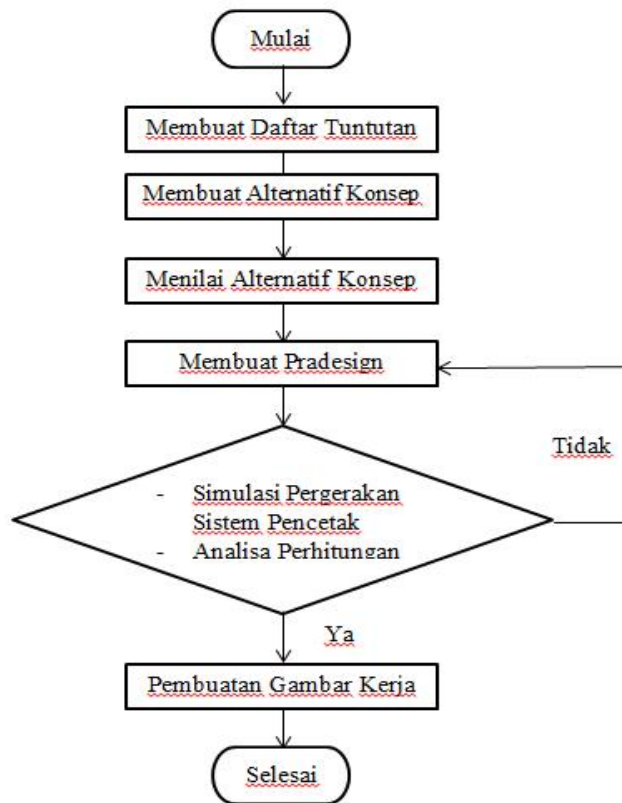 Mulai
Membuat Daftar Tuntutan
Membuat Alternatif Konsep
Menilai Alternatif Konsep
Membuat Pradesign
Tidak
- Simulasi Pergerakan
Sistem Pencetak
- Analisa Perhitungan
Ya
Pembuatan Gambar Kerja
Selesai